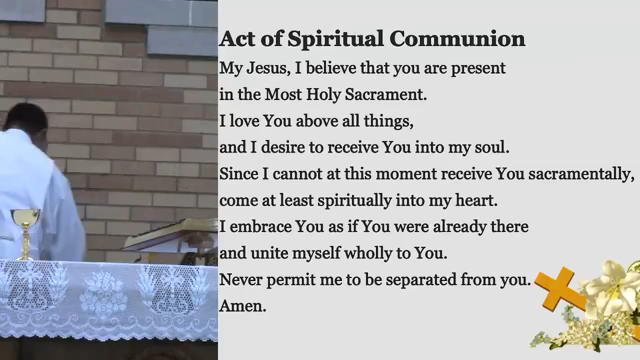 Act of Spiritual Communion
My Jesus, I believe that you are present
in the Most Holy Sacrament.
I love You above all things,
and I desire to receive You into my soul.
Since I cannot at this moment receive You sacramentally,
come at least spiritually into my heart.
I embrace You as if You were already there
and unite myself wholly to You.
Never permit me to be separated from you.
Amen.